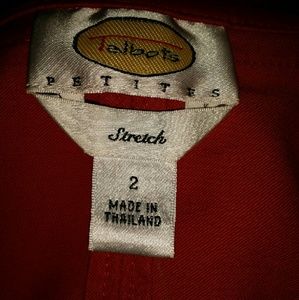 Talbots
PETITES
Stretch
2
MADE IN
THAILAND